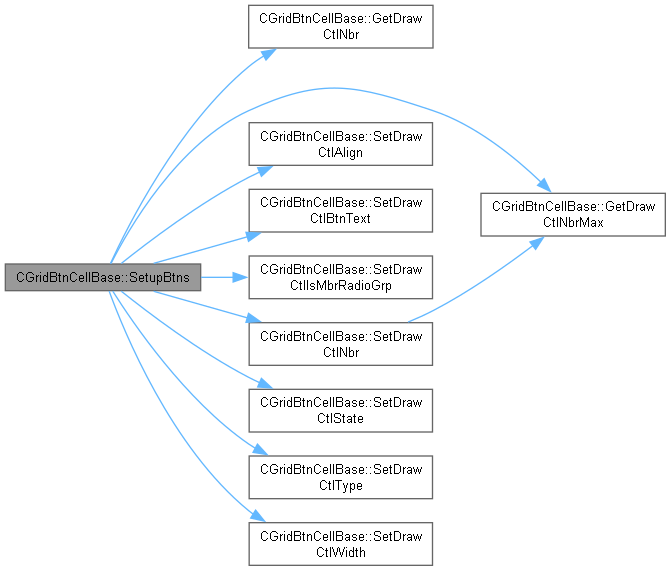 CGridBtnCellBase::GetDraw
CtlNbr
CGridBtnCellBase::SetDraw
CtlAlign
CGridBtnCellBase::SetDraw
CtlBtnText
CGridBtnCellBase::GetDraw
CtlNbrMax
CGridBtnCellBase::SetupBtns
CGridBtnCellBase::SetDraw
CtlIsMbrRadioGrp
CGridBtnCellBase::SetDraw
CtlNbr
CGridBtnCellBase::SetDraw
CtlState
CGridBtnCellBase::SetDraw
CtlType
CGridBtnCellBase::SetDraw
CtlWidth